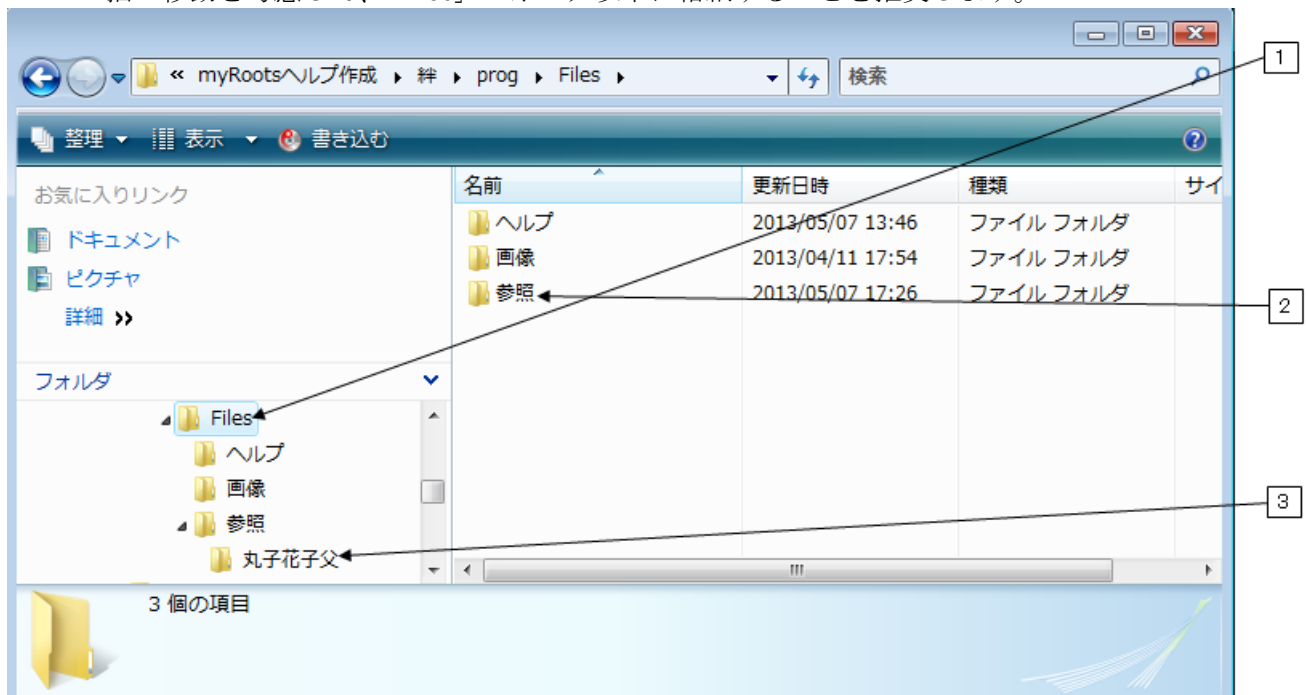 « myRootsヘルプ作成 ▸ 絆 ▸ prog ▸ Files ▸
検索
1
整理 表示 書き込む
お気に入りリンク
ドキュメント
ピクチャ
詳細 »
名前 更新日時 種類 サイ
ヘルプ 2013/05/07 13:46 ファイル フォルダ
画像 2013/04/11 17:54 ファイル フォルダ
参照 2013/05/07 17:26 ファイル フォルダ
2
フォルダ
Files
ヘルプ
画像
参照
丸子花子父
3
3 個の項目